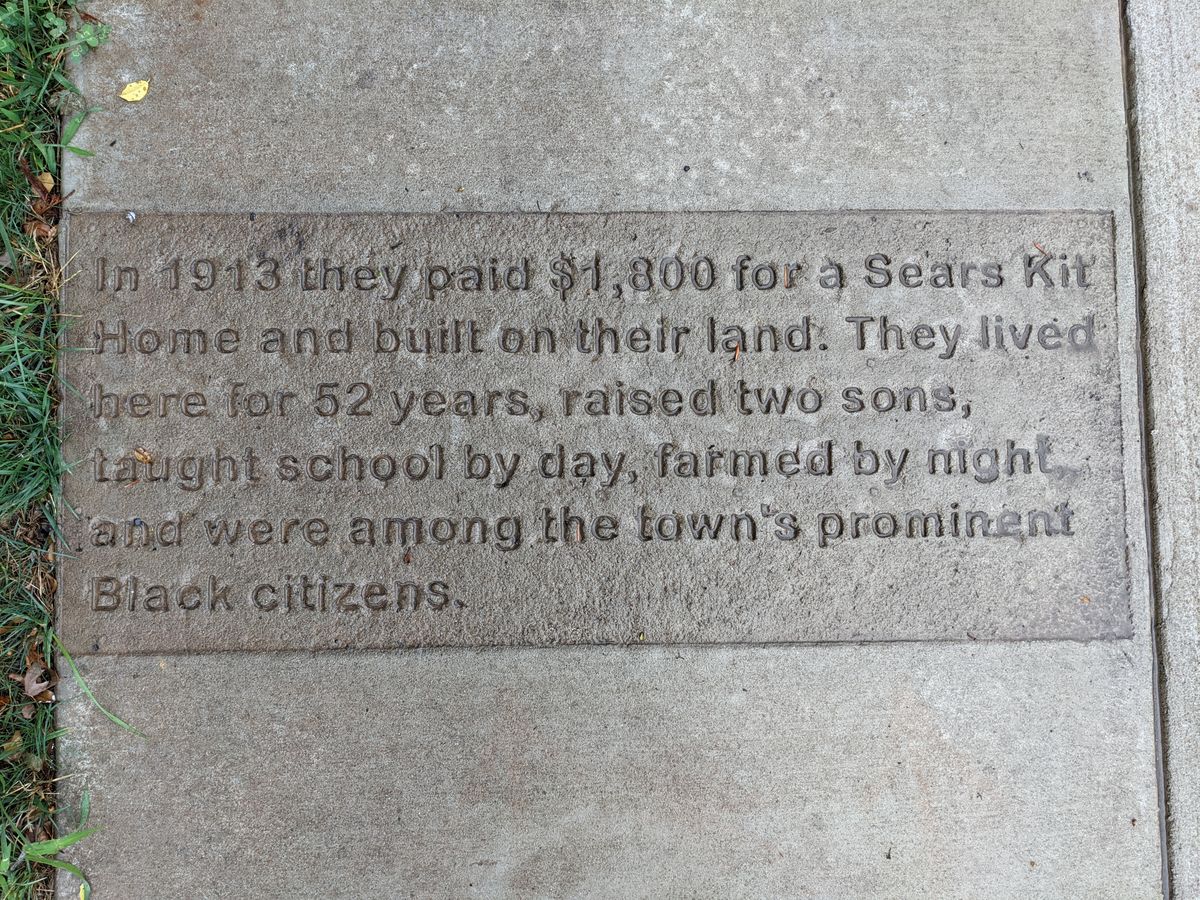 In 1913 they paid $1,800 for a Sears Kit
Home and built on their land. They lived
here for 52 years, raised two sons,
taught school by day, farmed by night,
and were among the town's prominent
Black citizens.